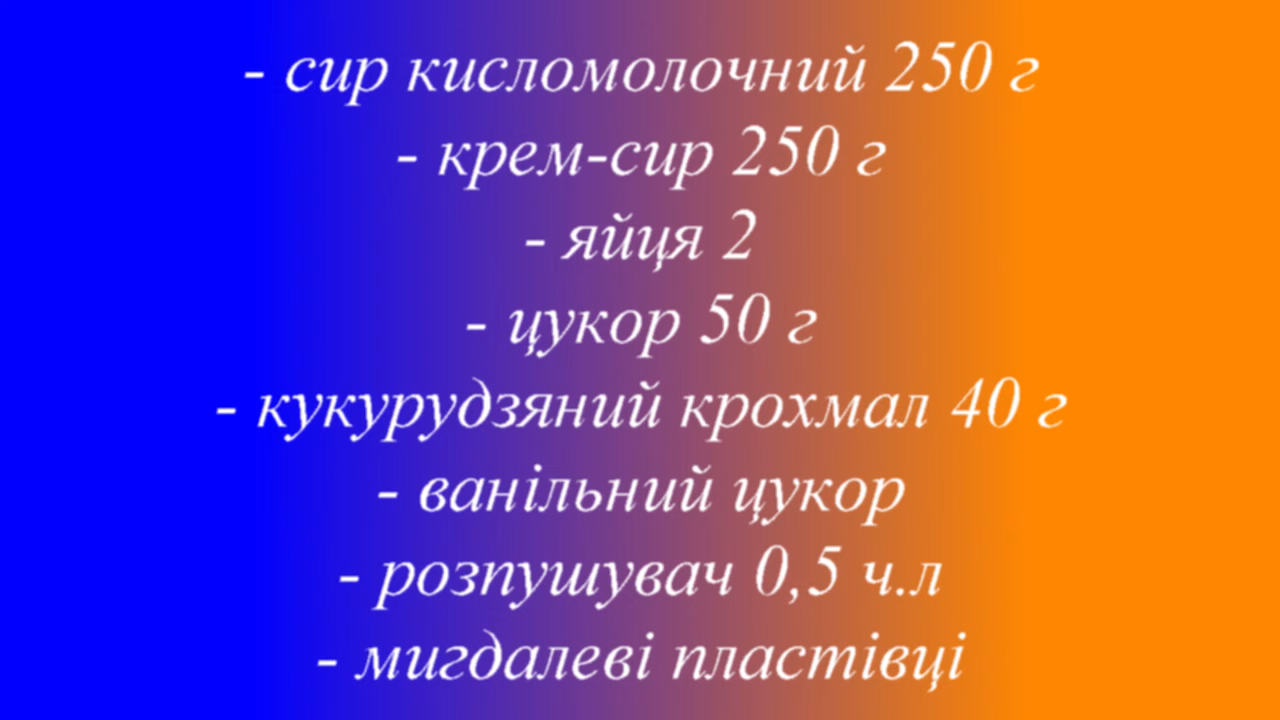 - сир кисломолочний 250 г
- крем-сир 250 г
- яйця 2
- цукор 50 г
- кукурудзяний крохмал 40 г
- ванільний цукор
- розпушувач 0,5 ч.л
- мигдалеві пластівці